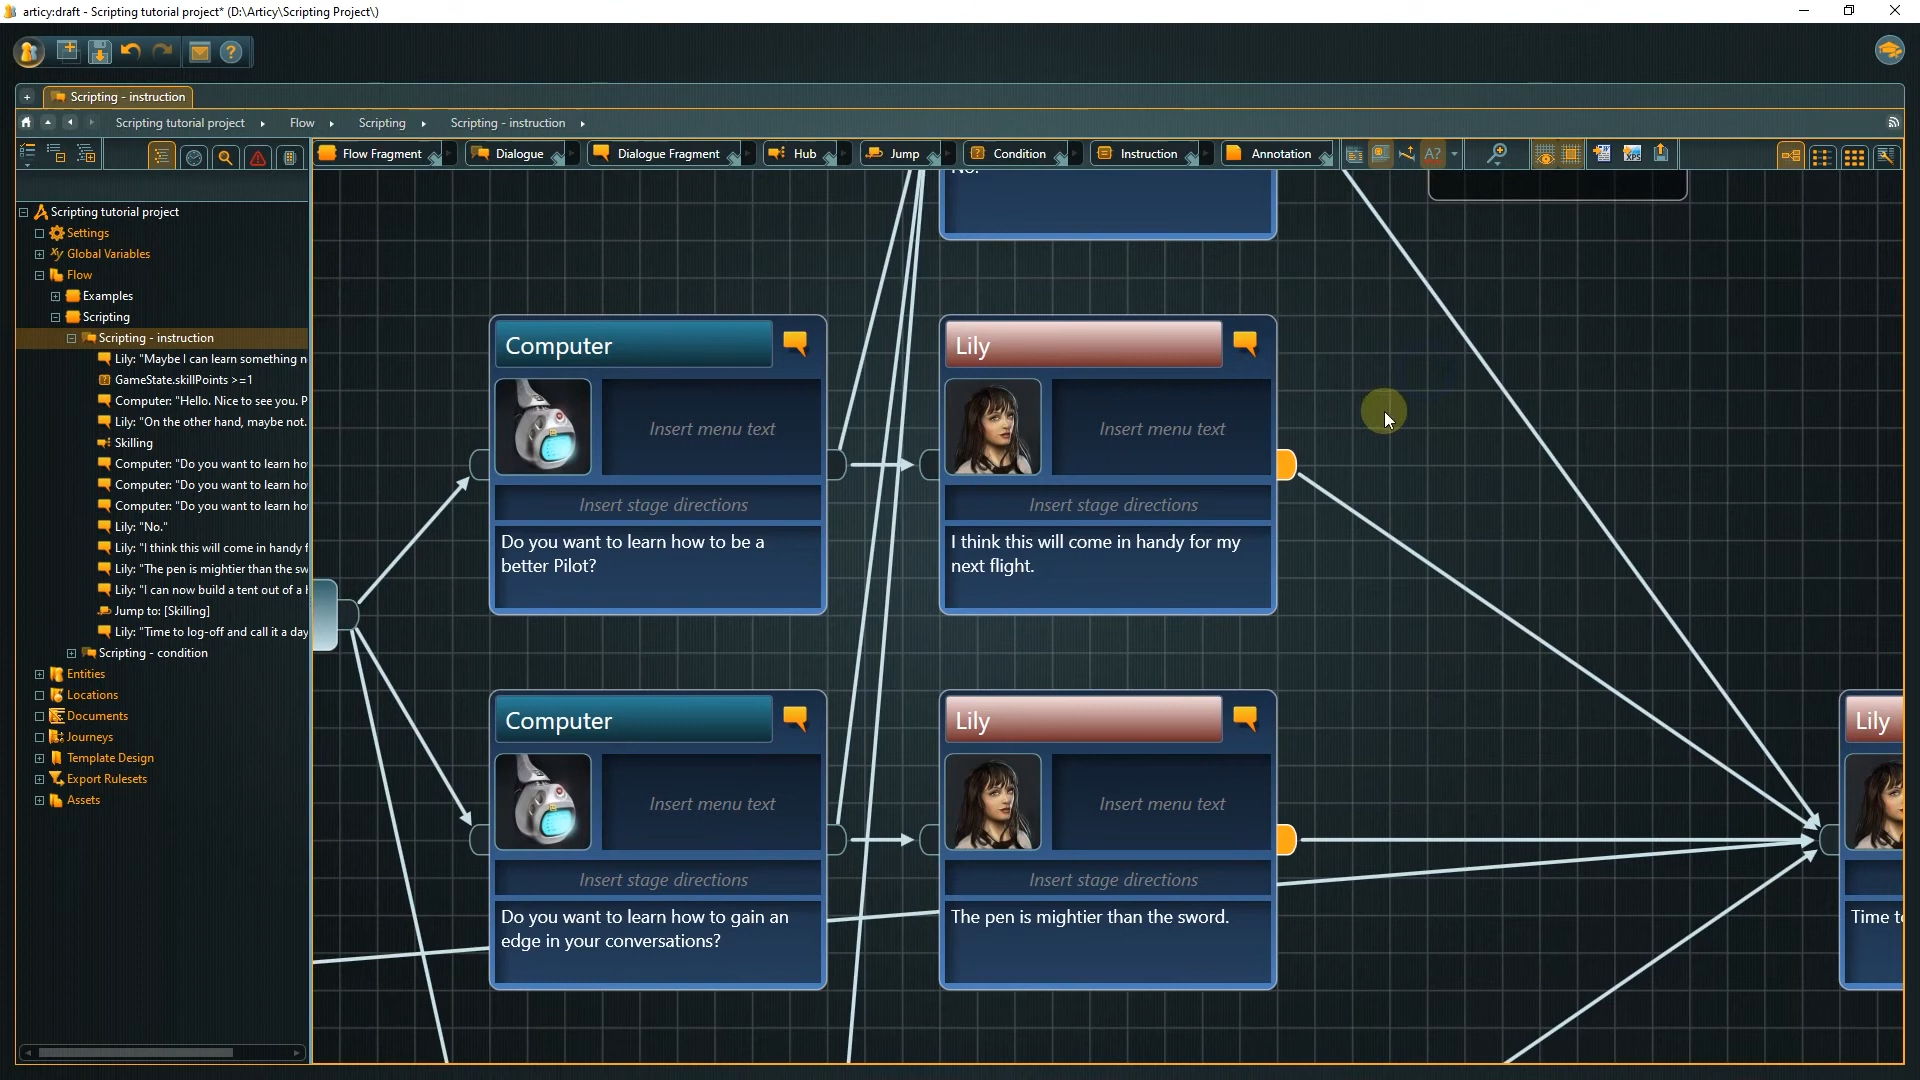 articy:draft - Scripting tutorial project* (D:\Articy\Scripting Project\)
Scripting - instruction
Scripting tutorial project
Flow
Scripting
Scripting - instruction
Flow Fragment
Dialogue
Dialogue Fragment
Hub
Jump
Condition
Instruction
Annotation
Scripting tutorial project
Settings
Global Variables
Flow
Examples
Scripting
Scripting - instruction
Lily: "Maybe I can learn something n
GameState.skillPoints >=1
Computer: "Hello. Nice to see you. P
Lily: "On the other hand, maybe not.
Skilling
Computer: "Do you want to learn ho
Computer: "Do you want to learn ho
Computer: "Do you want to learn ho
Lily: "No."
Lily: "I think this will come in handy f
Lily: "The pen is mightier than the sw
Lily: "I can now build a tent out of a
Jump to: [Skilling]
Lily: "Time to log-off and call it a day
Scripting - condition
Entities
Locations
Documents
Journeys
Template Design
Export Rulesets
Assets
No.
Computer
Insert menu text
Insert stage directions
Do you want to learn how to be a
better Pilot?
Lily
Insert menu text
Insert stage directions
I think this will come in handy for my
next flight.
Computer
Insert menu text
Insert stage directions
Do you want to learn how to gain an
edge in your conversations?
Lily
Insert menu text
Insert stage directions
The pen is mightier than the sword.
Lily
Time t